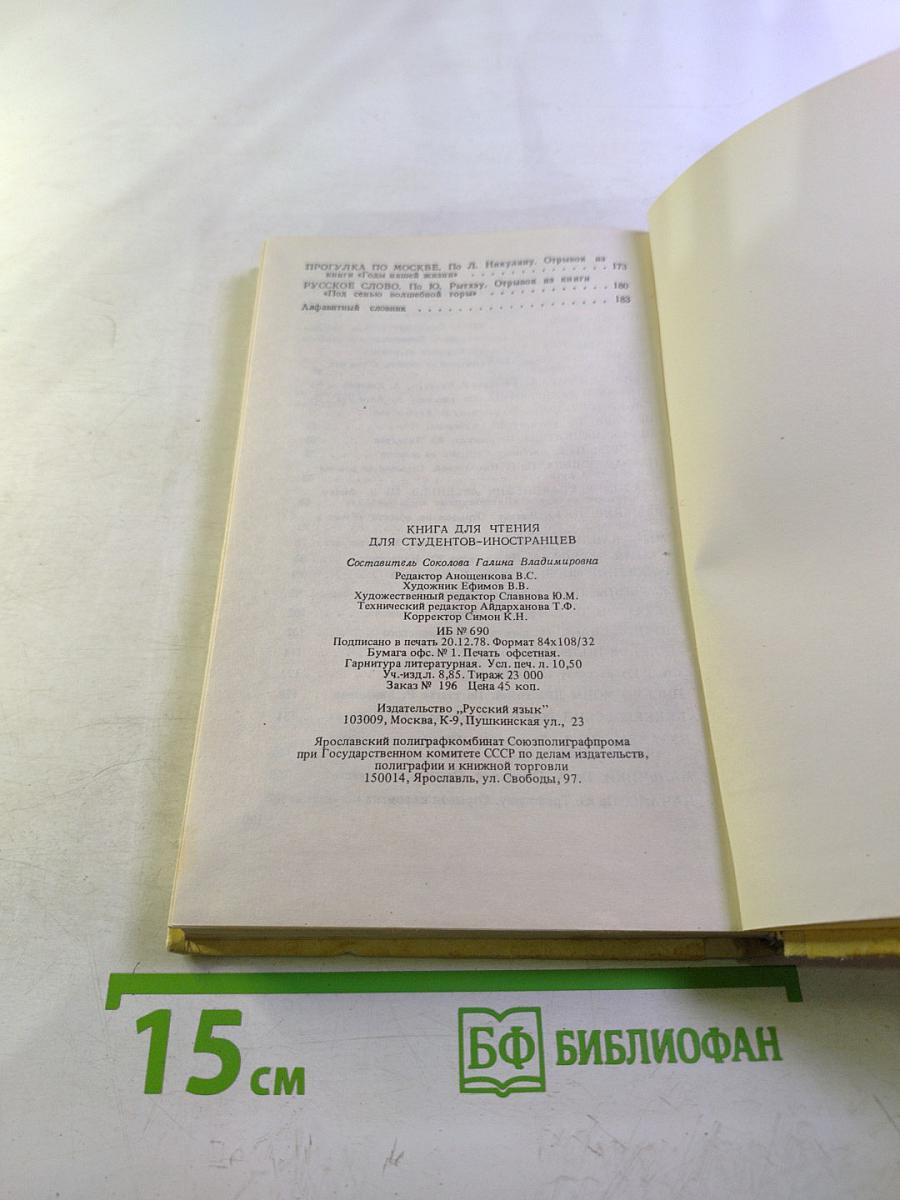 ПРОГУЛКА ПО МОСКВЕ. По Л. Никулину. Отрывок из
книги «Годы нашей жизни» . . . . . . . . . . . . . 173
РУССКОЕ СЛОВО. По Ю. Рытхэу. Отрывок из книги
«Под сенью волшебной горы» . . . . . . . . . . . 180
Алфавитный словник . . . . . . . . . . . . . . . . . 183
КНИГА ДЛЯ ЧТЕНИЯ
ДЛЯ СТУДЕНТОВ-ИНОСТРАНЦЕВ
Составитель Соколова Галина Владимировна
Редактор Анощенкова В.С.
Художник Ефимов В.В.
Художественный редактор Славнова Ю.М.
Технический редактор Айдарханова Т.Ф.
Корректор Симон К.Н.
ИБ № 690
Подписано в печать 20.12.78. Формат 84х108/32
Бумага офс. № 1. Печать офсетная.
Гарнитура литературная. Усл. печ. л. 10,50
Уч.-изд.л. 8,85. Тираж 23 000
Заказ № 196 Цена 45 коп.
Издательство „Русский язык"
103009, Москва, К-9, Пушкинская ул., 23
Ярославский полиграфкомбинат Союзполиграфпрома
при Государственном комитете СССР по делам издательств,
полиграфии и книжной торговли
150014, Ярославль, ул. Свободы, 97.
15 см
БФ БИБЛИОФАН